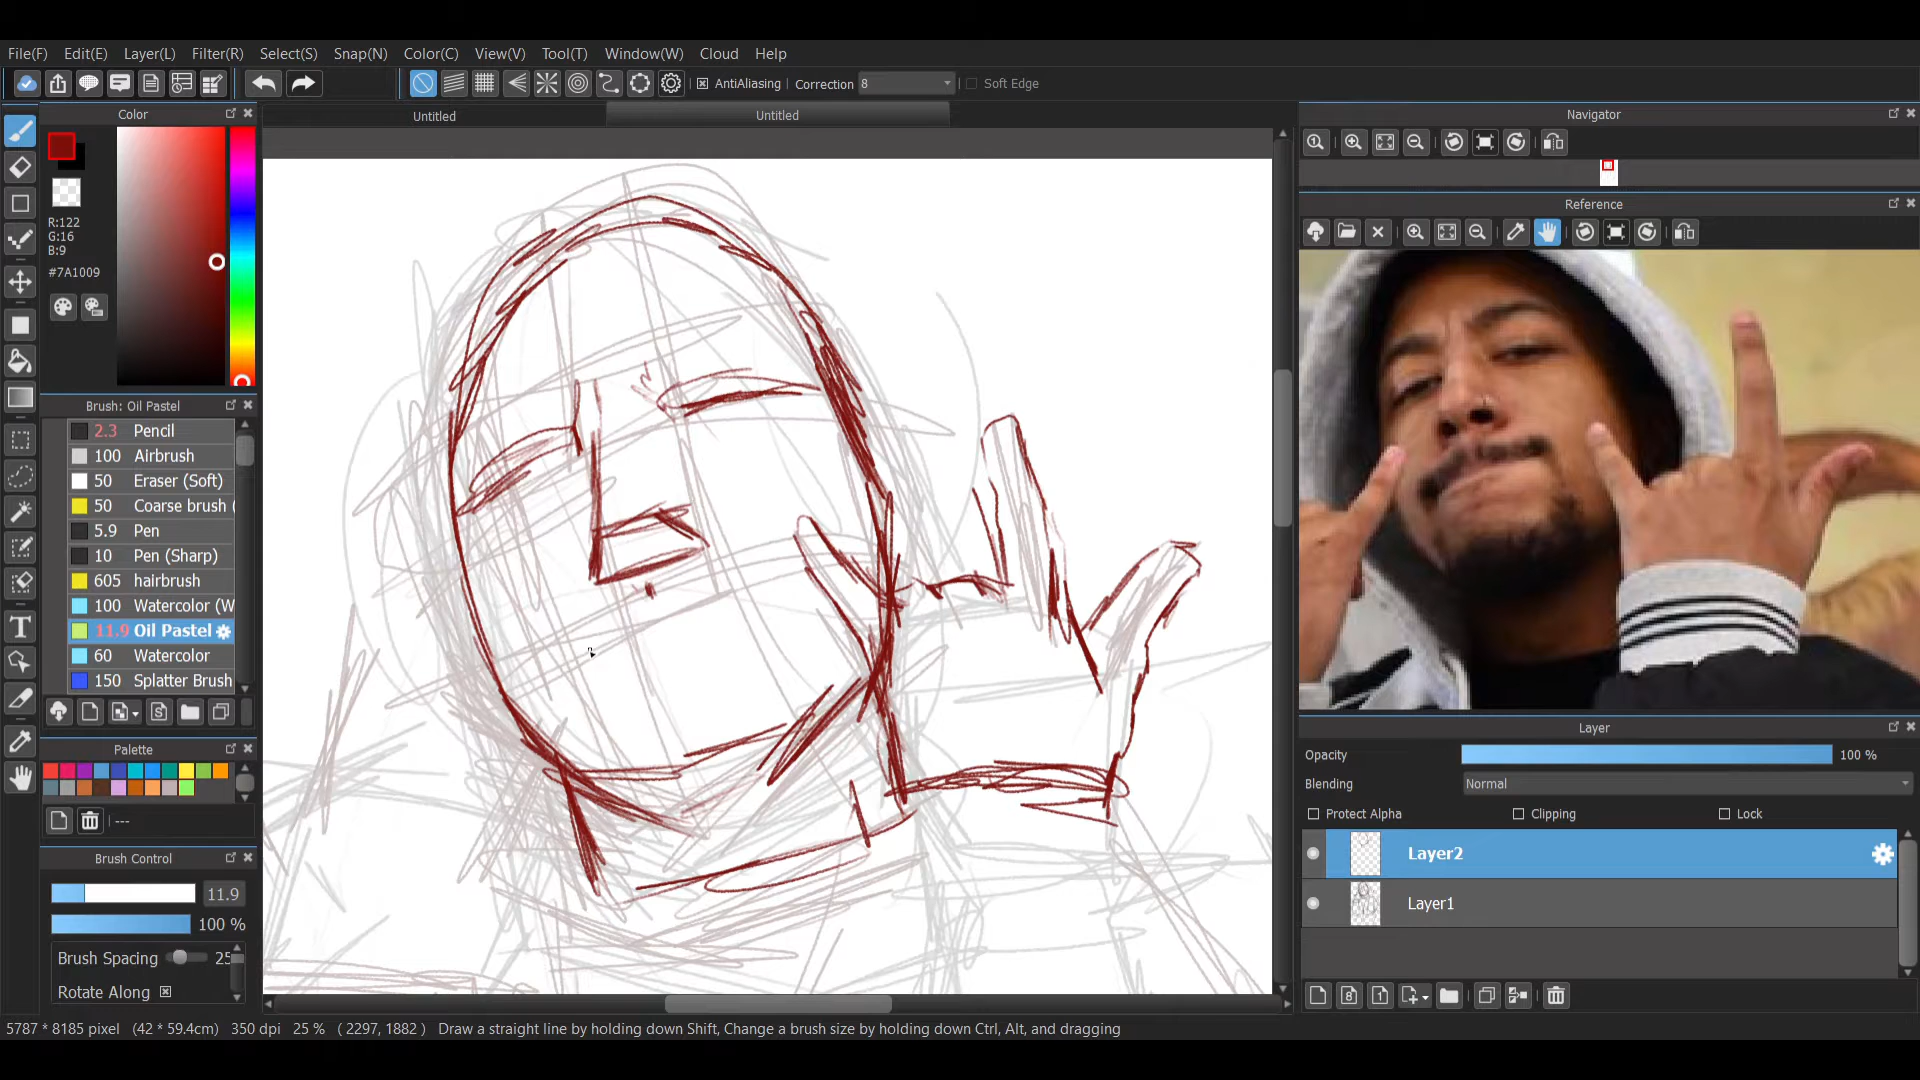 File(F) Edit(E) Layer(L) Filter(R) Select(S) Snap(N) Color(C) View(V) Tool(T) Window(W) Cloud Help
AntiAliasing Correction 8 Soft Edge
Color
Untitled
Untitled
Navigator
R:122
G:16
B:9
#7A1009
Reference
Brush: Oil Pastel
2.3 Pencil
100 Airbrush
50 Eraser (Soft)
50 Coarse brush (
5.9 Pen
10 Pen (Sharp)
605 hairbrush
100 Watercolor (W
11.9 Oil Pastel
60 Watercolor
150 Splatter Brush
Palette
---
Brush Control
11.9
100 %
Brush Spacing 25
Rotate Along
Layer
Opacity 100 %
Blending Normal
Protect Alpha Clipping Lock
Layer2
Layer1
5787 * 8185 pixel (42 * 59.4cm) 350 dpi 25 % ( 2297, 1882 ) Draw a straight line by holding down Shift, Change a brush size by holding down Ctrl, Alt, and dragging